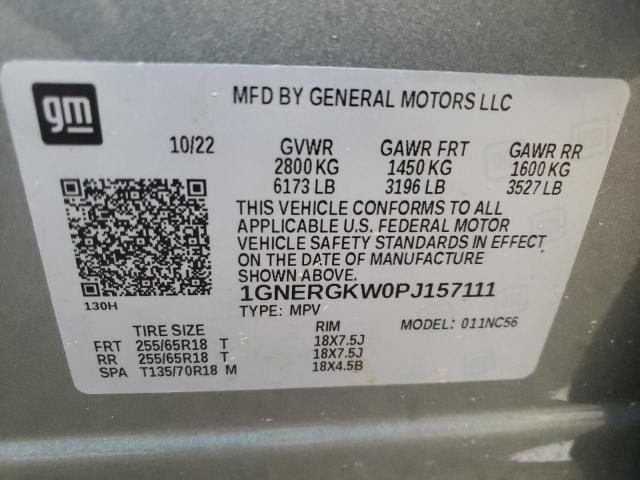 gm
MFD BY GENERAL MOTORS LLC
10/22 GVWR GAWR FRT GAWR RR
2800 KG 1450 KG 1600 KG
6173 LB 3196 LB 3527 LB
THIS VEHICLE CONFORMS TO ALL
APPLICABLE U.S. FEDERAL MOTOR
VEHICLE SAFETY STANDARDS IN EFFECT
ON THE DATE OF MANUFACTURE
SHOWN ABOVE.
1GNERGKW0PJ157111
130H
TYPE: MPV MODEL: 011NC56
TIRE SIZE RIM
FRT 255/65R18 T 18X7.5J
RR 255/65R18 T 18X7.5J
SPA T135/70R18 M 18X4.5B